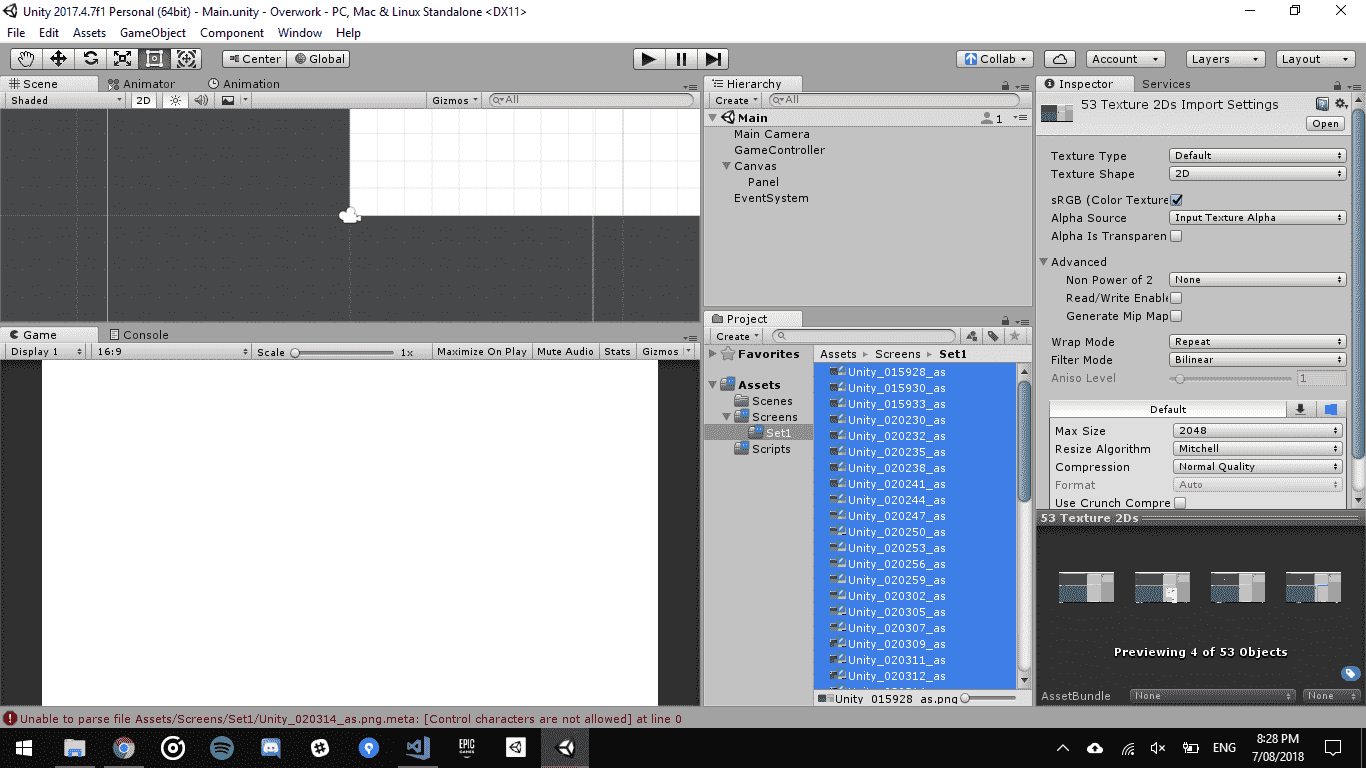 Unity 2017.4.7f1 Personal (64bit) - Main.unity - Overwork - PC, Mac & Linux Standalone <DX11>
File Edit Assets GameObject Component Window Help
Center Global Collab Account Layers Layout
Scene Animator Animation
Shaded 2D Gizmos All
Hierarchy
Create All
Main 1
Main Camera
GameController
Canvas
Panel
EventSystem
Game Console
Display 1 16:9 Scale 1x Maximize On Play Mute Audio Stats Gizmos
Project
Create
Favorites
Assets
Scenes
Screens
Set1
Scripts
Assets Screens Set1
Unity_015928_as
Unity_015930_as
Unity_015933_as
Unity_020230_as
Unity_020232_as
Unity_020235_as
Unity_020238_as
Unity_020241_as
Unity_020244_as
Unity_020247_as
Unity_020250_as
Unity_020253_as
Unity_020256_as
Unity_020259_as
Unity_020302_as
Unity_020305_as
Unity_020307_as
Unity_020309_as
Unity_020311_as
Unity_020312_as
Unity_015928_as.png
Inspector Services
53 Texture 2Ds Import Settings
Open
Texture Type Default
Texture Shape 2D
sRGB (Color Texture
Alpha Source Input Texture Alpha
Alpha Is Transparen
Advanced
Non Power of 2 None
Read/Write Enable
Generate Mip Map
Wrap Mode Repeat
Filter Mode Bilinear
Aniso Level 1
Default
Max Size 2048
Resize Algorithm Mitchell
Compression Normal Quality
Format Auto
Use Crunch Compre
53 Texture 2Ds
Previewing 4 of 53 Objects
AssetBundle None None
Unable to parse file Assets/Screens/Set1/Unity_020314_as.png.meta: [Control characters are not allowed] at line 0
EPIC
GAMES
ENG
8:28 PM
7/08/2018